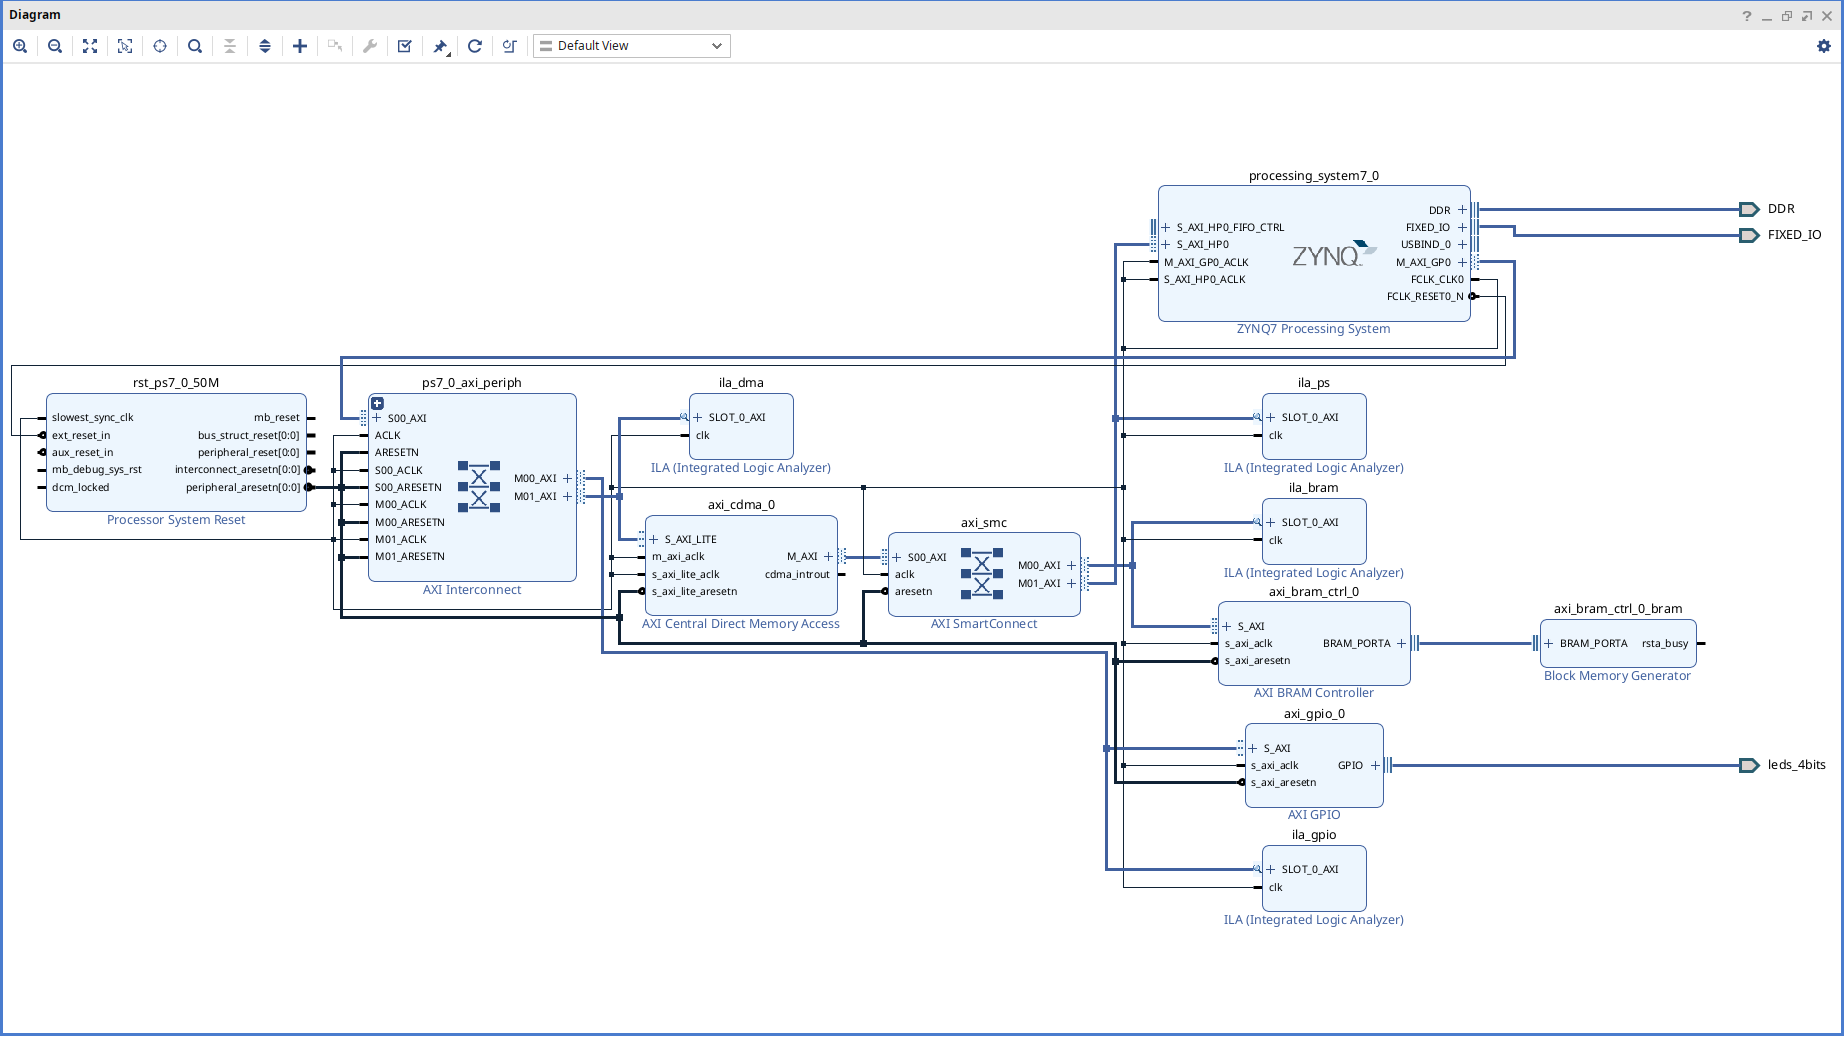 Diagram
Default View
processing_system7_0
S_AXI_HP0_FIFO_CTRL
S_AXI_HP0
M_AXI_GP0_ACLK
S_AXI_HP0_ACLK
ZYNQ
DDR
FIXED_IO
USBIND_0
M_AXI_GP0
FCLK_CLK0
FCLK_RESET0_N
ZYNQ7 Processing System
DDR
FIXED_IO
rst_ps7_0_50M
slowest_sync_clk
ext_reset_in
aux_reset_in
mb_debug_sys_rst
dcm_locked
mb_reset
bus_struct_reset[0:0]
peripheral_reset[0:0]
interconnect_aresetn[0:0]
peripheral_aresetn[0:0]
Processor System Reset
ps7_0_axi_periph
S00_AXI
ACLK
ARESETN
S00_ACLK
S00_ARESETN
M00_ACLK
M00_ARESETN
M01_ACLK
M01_ARESETN
M00_AXI
M01_AXI
AXI Interconnect
ila_dma
SLOT_0_AXI
clk
ILA (Integrated Logic Analyzer)
axi_cdma_0
S_AXI_LITE
m_axi_aclk
s_axi_lite_aclk
s_axi_lite_aresetn
M_AXI
cdma_introut
AXI Central Direct Memory Access
axi_smc
S00_AXI
aclk
aresetn
M00_AXI
M01_AXI
AXI SmartConnect
ila_ps
SLOT_0_AXI
clk
ILA (Integrated Logic Analyzer)
ila_bram
SLOT_0_AXI
clk
ILA (Integrated Logic Analyzer)
axi_bram_ctrl_0
S_AXI
s_axi_aclk
s_axi_aresetn
BRAM_PORTA
AXI BRAM Controller
axi_bram_ctrl_0_bram
BRAM_PORTA
rsta_busy
Block Memory Generator
axi_gpio_0
S_AXI
s_axi_aclk
s_axi_aresetn
GPIO
AXI GPIO
leds_4bits
ila_gpio
SLOT_0_AXI
clk
ILA (Integrated Logic Analyzer)